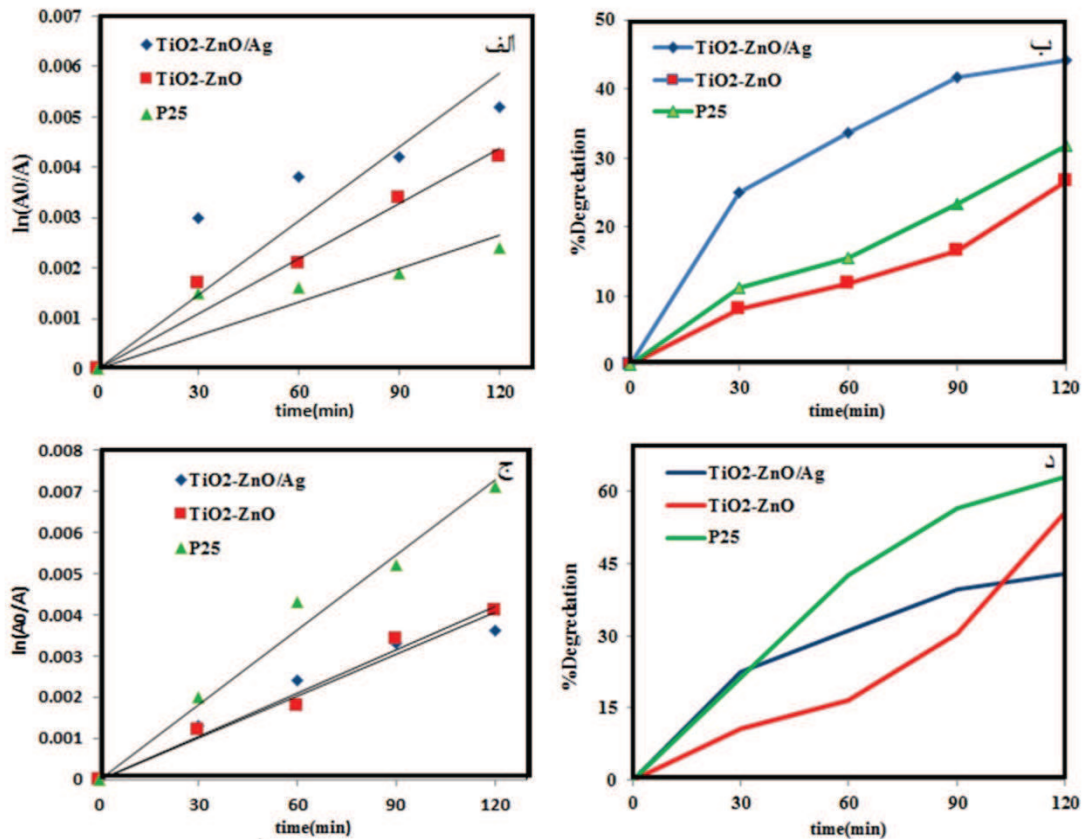 الف
TiO2-ZnO/Ag
TiO2-ZnO
P25
ln(A0/A)
0.007
0.006
0.005
0.004
0.003
0.002
0.001
0
0 30 60 90 120
time(min)
ب
TiO2-ZnO/Ag
TiO2-ZnO
P25
%Degredation
50
40
30
20
10
0
0 30 60 90 120
time(min)
ج
TiO2-ZnO/Ag
TiO2-ZnO
P25
ln(A0/A)
0.008
0.007
0.006
0.005
0.004
0.003
0.002
0.001
0
0 30 60 90 120
time(min)
د
TiO2-ZnO/Ag
TiO2-ZnO
P25
%Degredation
60
45
30
15
0
0 30 60 90 120
time(min)